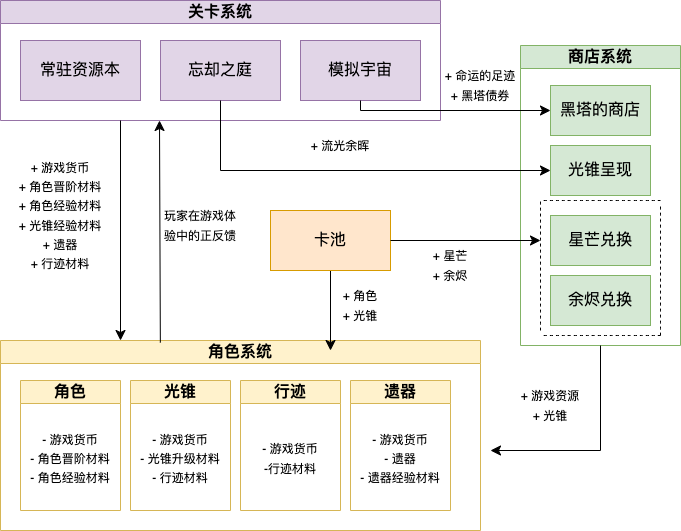 关卡系统
常驻资源本
忘却之庭
模拟宇宙
+ 命运的足迹
+ 黑塔债券
商店系统
黑塔的商店
光锥呈现
星芒兑换
余烬兑换
+ 流光余晖
+ 游戏货币
+ 角色晋阶材料
+ 角色经验材料
+ 光锥经验材料
+ 遗器
+ 行迹材料
玩家在游戏体
验中的正反馈
卡池
+ 星芒
+ 余烬
+ 角色
+ 光锥
+ 游戏资源
+ 光锥
角色系统
角色
- 游戏货币
- 角色晋阶材料
- 角色经验材料
光锥
- 游戏货币
- 光锥升级材料
- 行迹材料
行迹
- 游戏货币
-行迹材料
遗器
- 游戏货币
- 遗器
- 遗器经验材料